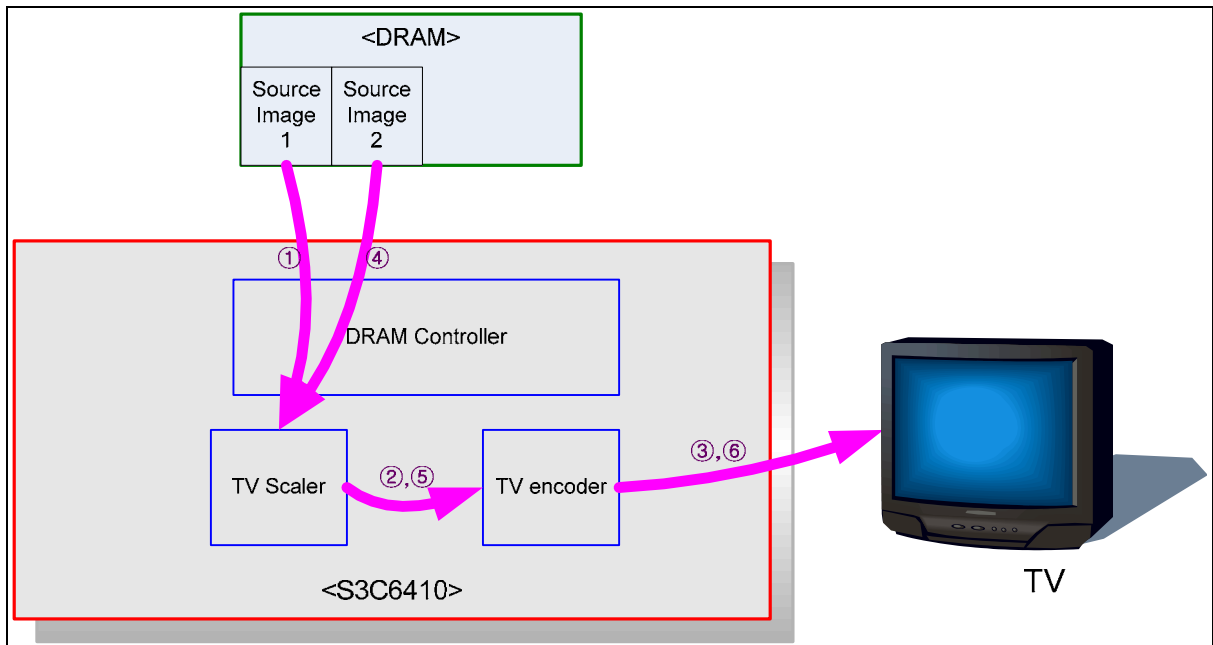 <DRAM>
Source
Image
1
Source
Image
2
①
④
DRAM Controller
TV Scaler
②,⑤
TV encoder
③,⑥
<S3C6410>
TV